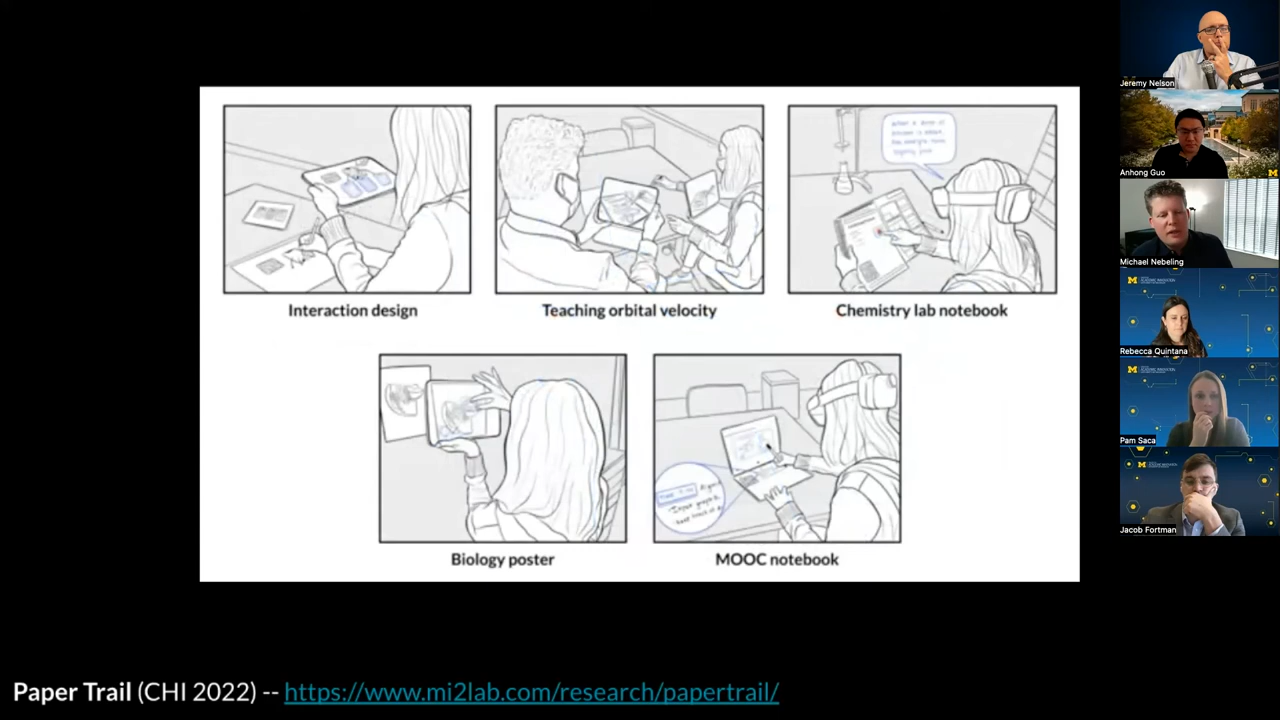 Interaction design
Teaching orbital velocity
Chemistry lab notebook
Biology poster
MOOC notebook
Paper Trail (CHI 2022) -- https://www.mi2lab.com/research/papertrail/
Jeremy Nelson
Anhong Guo
Michael Nebeling
Rebecca Quintana
Pam Saca
Jacob Fortman